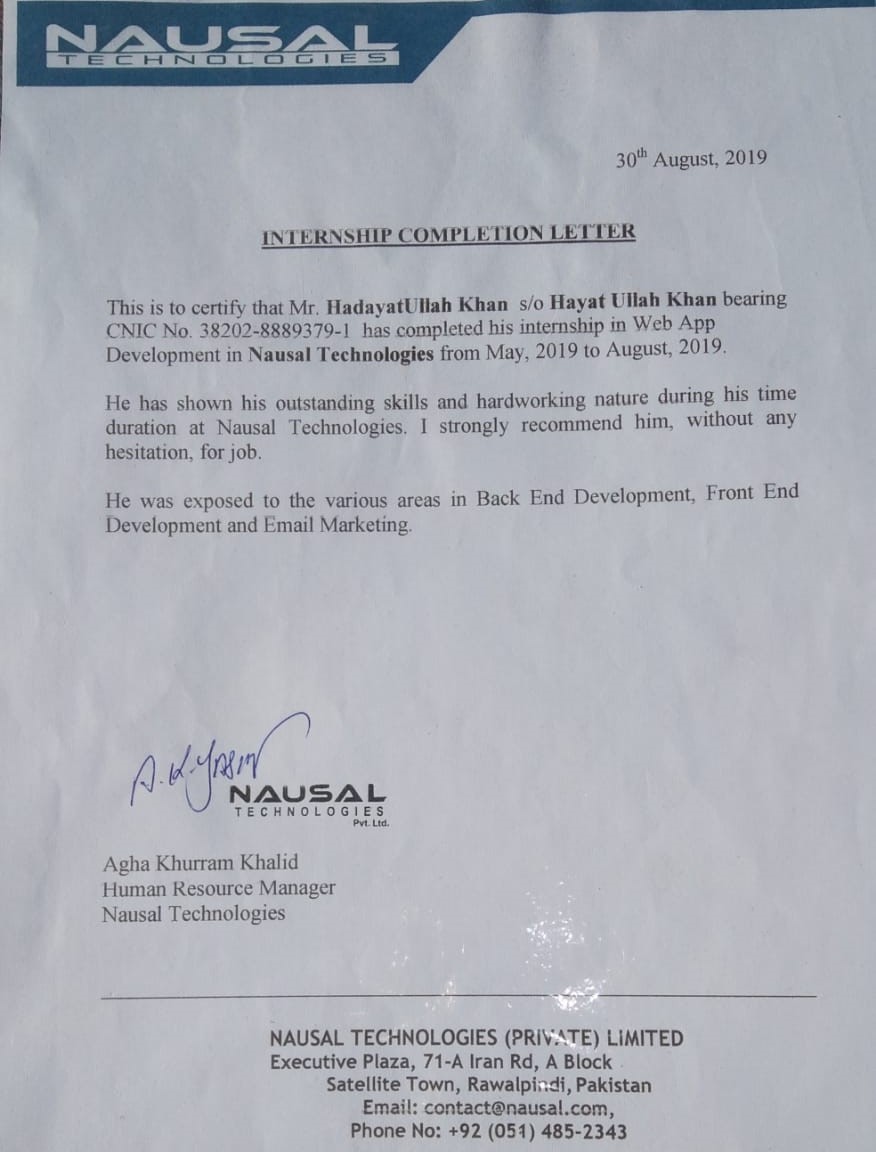 NAUSAL
TECHNOLOGIES
30th August, 2019
INTERNSHIP COMPLETION LETTER
This is to certify that Mr. HadayatUllah Khan s/o Hayat Ullah Khan bearing
CNIC No. 38202-8889379-1 has completed his internship in Web App
Development in Nausal Technologies from May, 2019 to August, 2019.
He has shown his outstanding skills and hardworking nature during his time
duration at Nausal Technologies. I strongly recommend him, without any
hesitation, for job.
He was exposed to the various areas in Back End Development, Front End
Development and Email Marketing.
NAUSAL
TECHNOLOGIES
Pvt. Ltd.
Agha Khurram Khalid
Human Resource Manager
Nausal Technologies
NAUSAL TECHNOLOGIES (PRIVATE) LIMITED
Executive Plaza, 71-A Iran Rd, A Block
Satellite Town, Rawalpindi, Pakistan
Email: contact@nausal.com,
Phone No: +92 (051) 485-2343